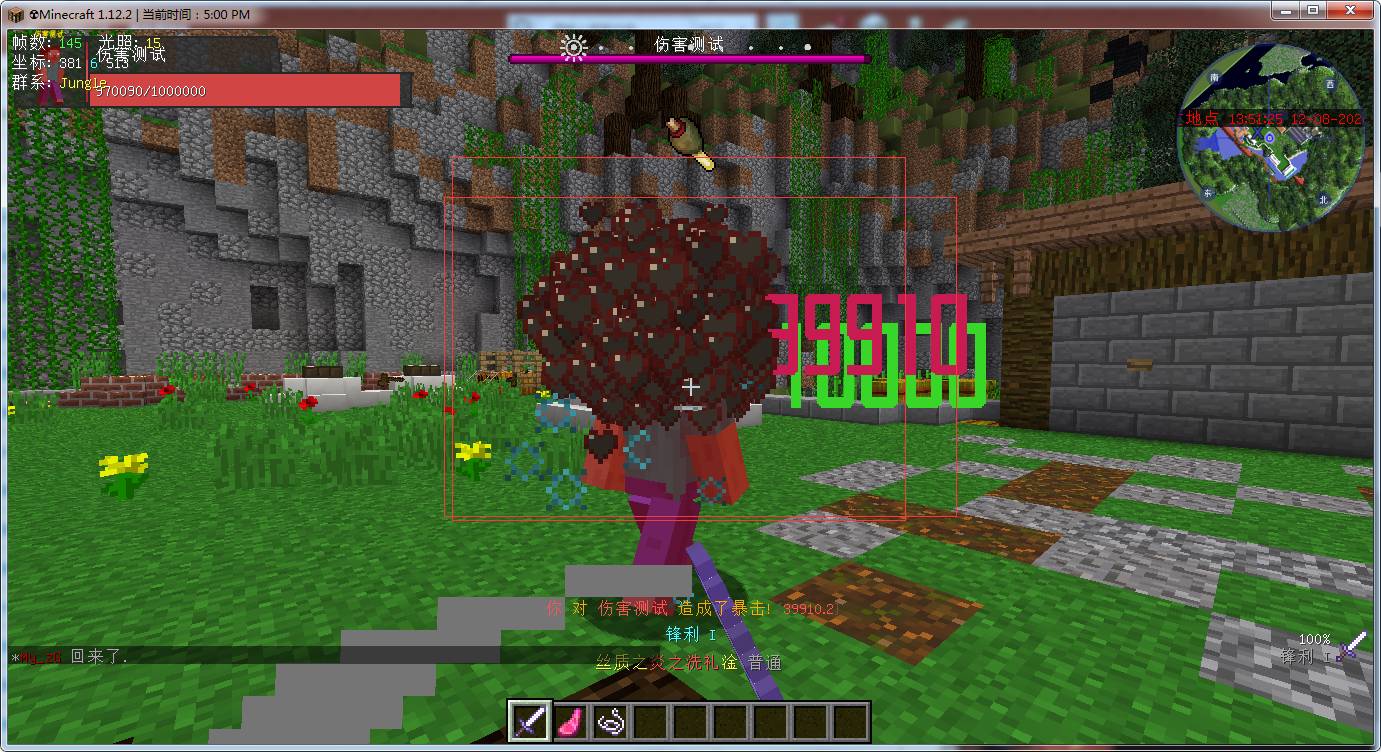 ☢Minecraft 1.12.2 | 当前时间：5:00 PM
帧数: 145 光照: 15
伤害测试
坐标: 381 6 513
群系: Jungle
970090/1000000
伤害测试
南
西
地点 13:51:25 12-08-202
东
北
39910
10000
你 对 伤害测试 造成了暴击! 39910.2
锋利 I
丝质之炎之洗礼淦 普通
*My_zG 回来了.
100%
锋利 I